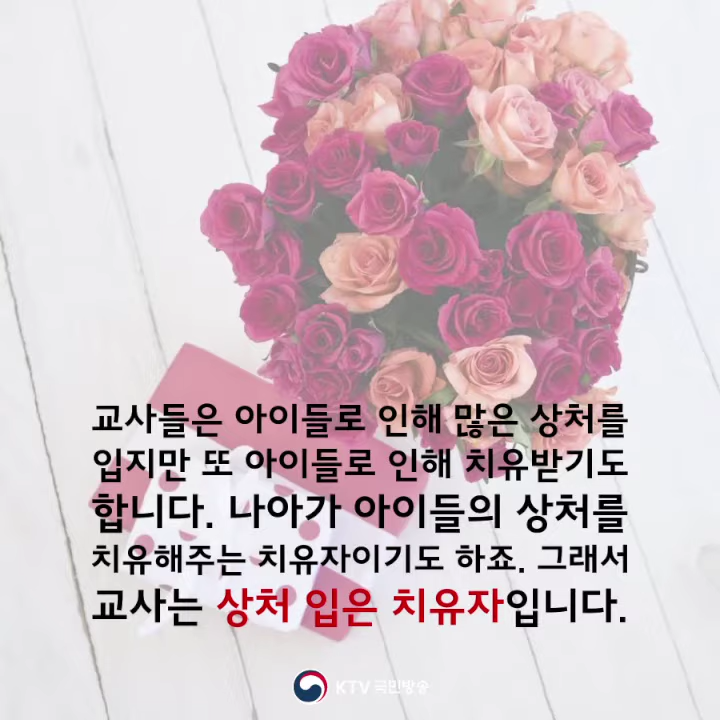 교사들은 아이들로 인해 많은 상처를
입지만 또 아이들로 인해 치유받기도
합니다. 나아가 아이들의 상처를
치유해주는 치유자이기도 하죠. 그래서
교사는 상처 입은 치유자입니다.
KTV 국민방송